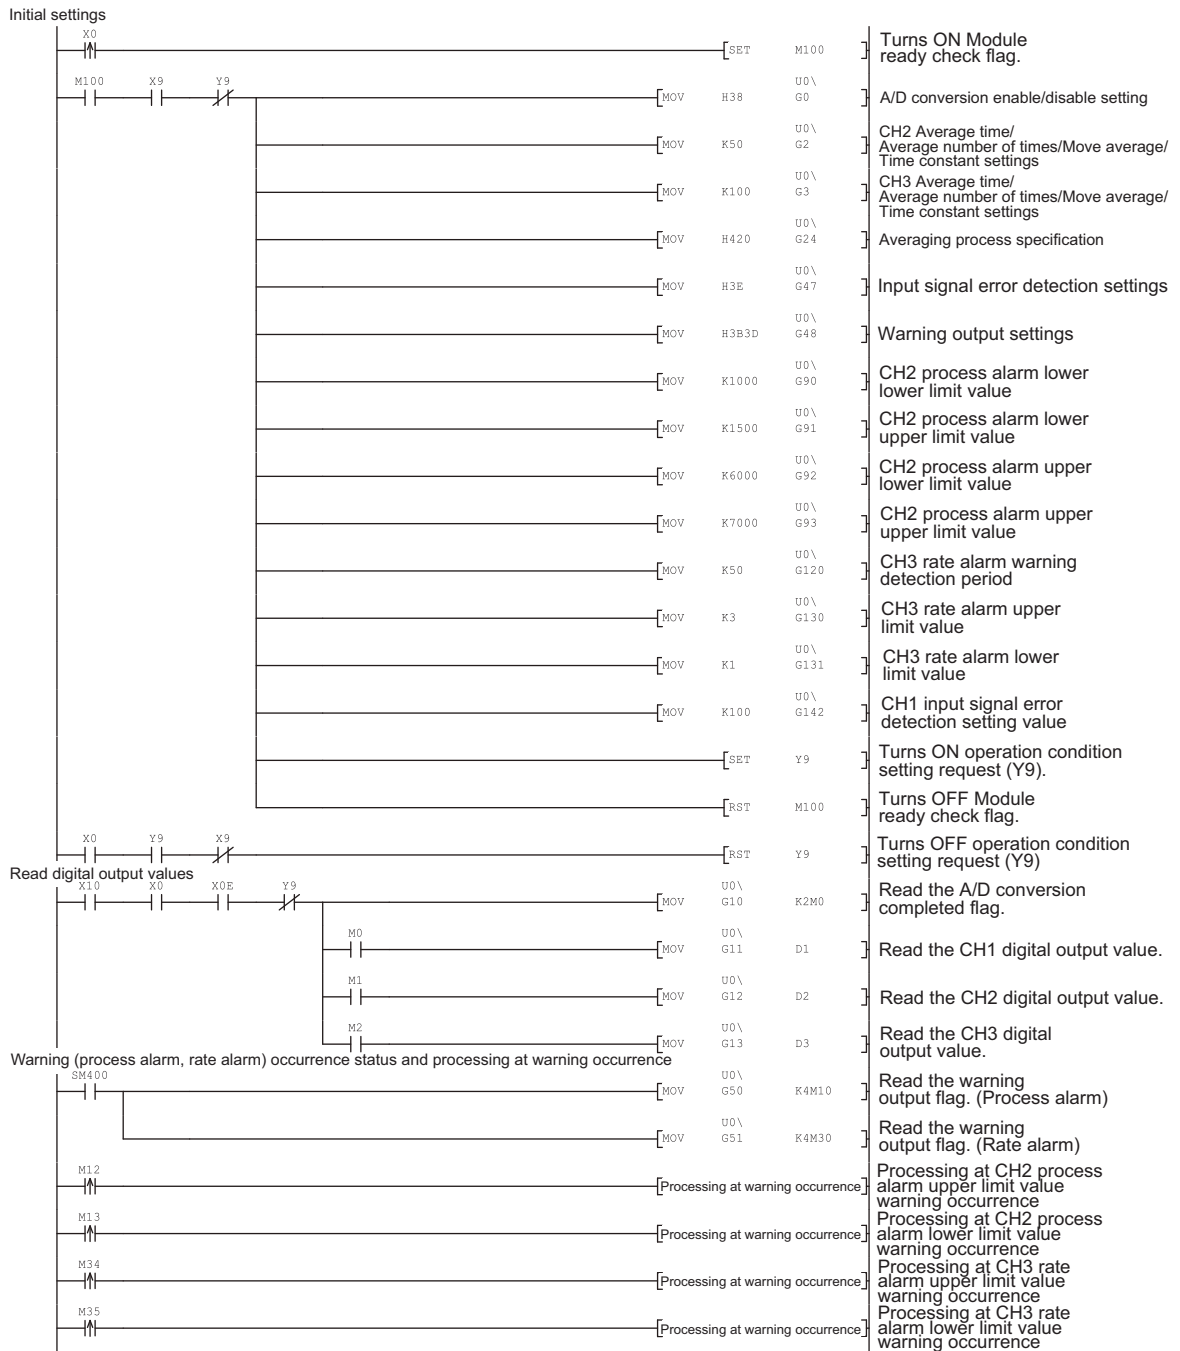 Initial settings
X0
SET M100
Turns ON Module
ready check flag.
M100 X9 Y9
U0\
MOV H38 G0
A/D conversion enable/disable setting
U0\
MOV K50 G2
CH2 Average time/
Average number of times/Move average/
Time constant settings
U0\
MOV K100 G3
CH3 Average time/
Average number of times/Move average/
Time constant settings
U0\
MOV H420 G24
Averaging process specification
U0\
MOV H3E G47
Input signal error detection settings
U0\
MOV H3B3D G48
Warning output settings
U0\
MOV K1000 G90
CH2 process alarm lower
lower limit value
U0\
MOV K1500 G91
CH2 process alarm lower
upper limit value
U0\
MOV K6000 G92
CH2 process alarm upper
lower limit value
U0\
MOV K7000 G93
CH2 process alarm upper
upper limit value
U0\
MOV K50 G120
CH3 rate alarm warning
detection period
U0\
MOV K3 G130
CH3 rate alarm upper
limit value
U0\
MOV K1 G131
CH3 rate alarm lower
limit value
U0\
MOV K100 G142
CH1 input signal error
detection setting value
SET Y9
Turns ON operation condition
setting request (Y9).
RST M100
Turns OFF Module
ready check flag.
X0 Y9 X9
RST Y9
Turns OFF operation condition
setting request (Y9)
Read digital output values
X10 X0 X0E Y9
U0\
MOV G10 K2M0
Read the A/D conversion
completed flag.
M0
U0\
MOV G11 D1
Read the CH1 digital output value.
M1
U0\
MOV G12 D2
Read the CH2 digital output value.
M2
U0\
MOV G13 D3
Read the CH3 digital
output value.
Warning (process alarm, rate alarm) occurrence status and processing at warning occurrence
SM400
U0\
MOV G50 K4M10
Read the warning
output flag. (Process alarm)
U0\
MOV G51 K4M30
Read the warning
output flag. (Rate alarm)
M12
Processing at warning occurrence
Processing at CH2 process
alarm upper limit value
warning occurrence
M13
Processing at warning occurrence
Processing at CH2 process
alarm lower limit value
warning occurrence
M34
Processing at warning occurrence
Processing at CH3 rate
alarm upper limit value
warning occurrence
M35
Processing at warning occurrence
Processing at CH3 rate
alarm lower limit value
warning occurrence